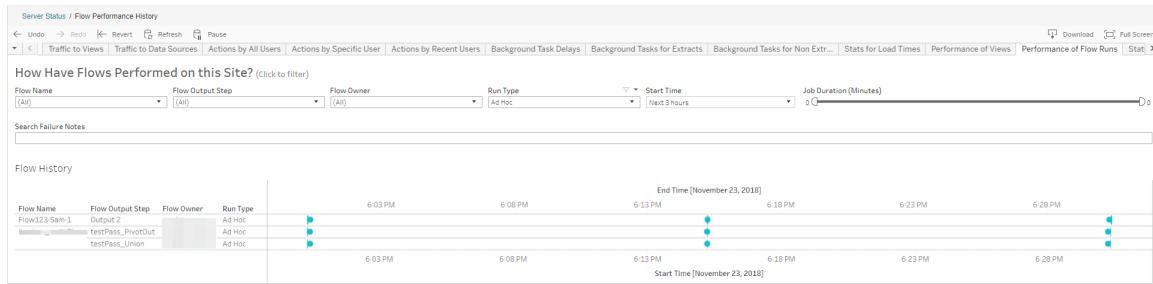 Server Status / Flow Performance History
Undo Redo Revert Refresh Pause Download Full Screen
Traffic to Views Traffic to Data Sources Actions by All Users Actions by Specific User Actions by Recent Users Background Task Delays Background Tasks for Extracts Background Tasks for Non Extr... Stats for Load Times Performance of Views Performance of Flow Runs Stat
How Have Flows Performed on this Site? (Click to filter)
Flow Name Flow Output Step Flow Owner Run Type Start Time Job Duration (Minutes)
(All) (All) (All) Ad Hoc Next 3 hours 0 0
Search Failure Notes
Flow History
End Time [November 23, 2018]
6:03 PM 6:08 PM 6:13 PM 6:18 PM 6:23 PM 6:28 PM
Flow Name Flow Output Step Flow Owner Run Type
Flow123-Sam-1 Output 2 Ad Hoc
testPass_PivotOut Ad Hoc
testPass_Union Ad Hoc
6:03 PM 6:08 PM 6:13 PM 6:18 PM 6:23 PM 6:28 PM
Start Time [November 23, 2018]